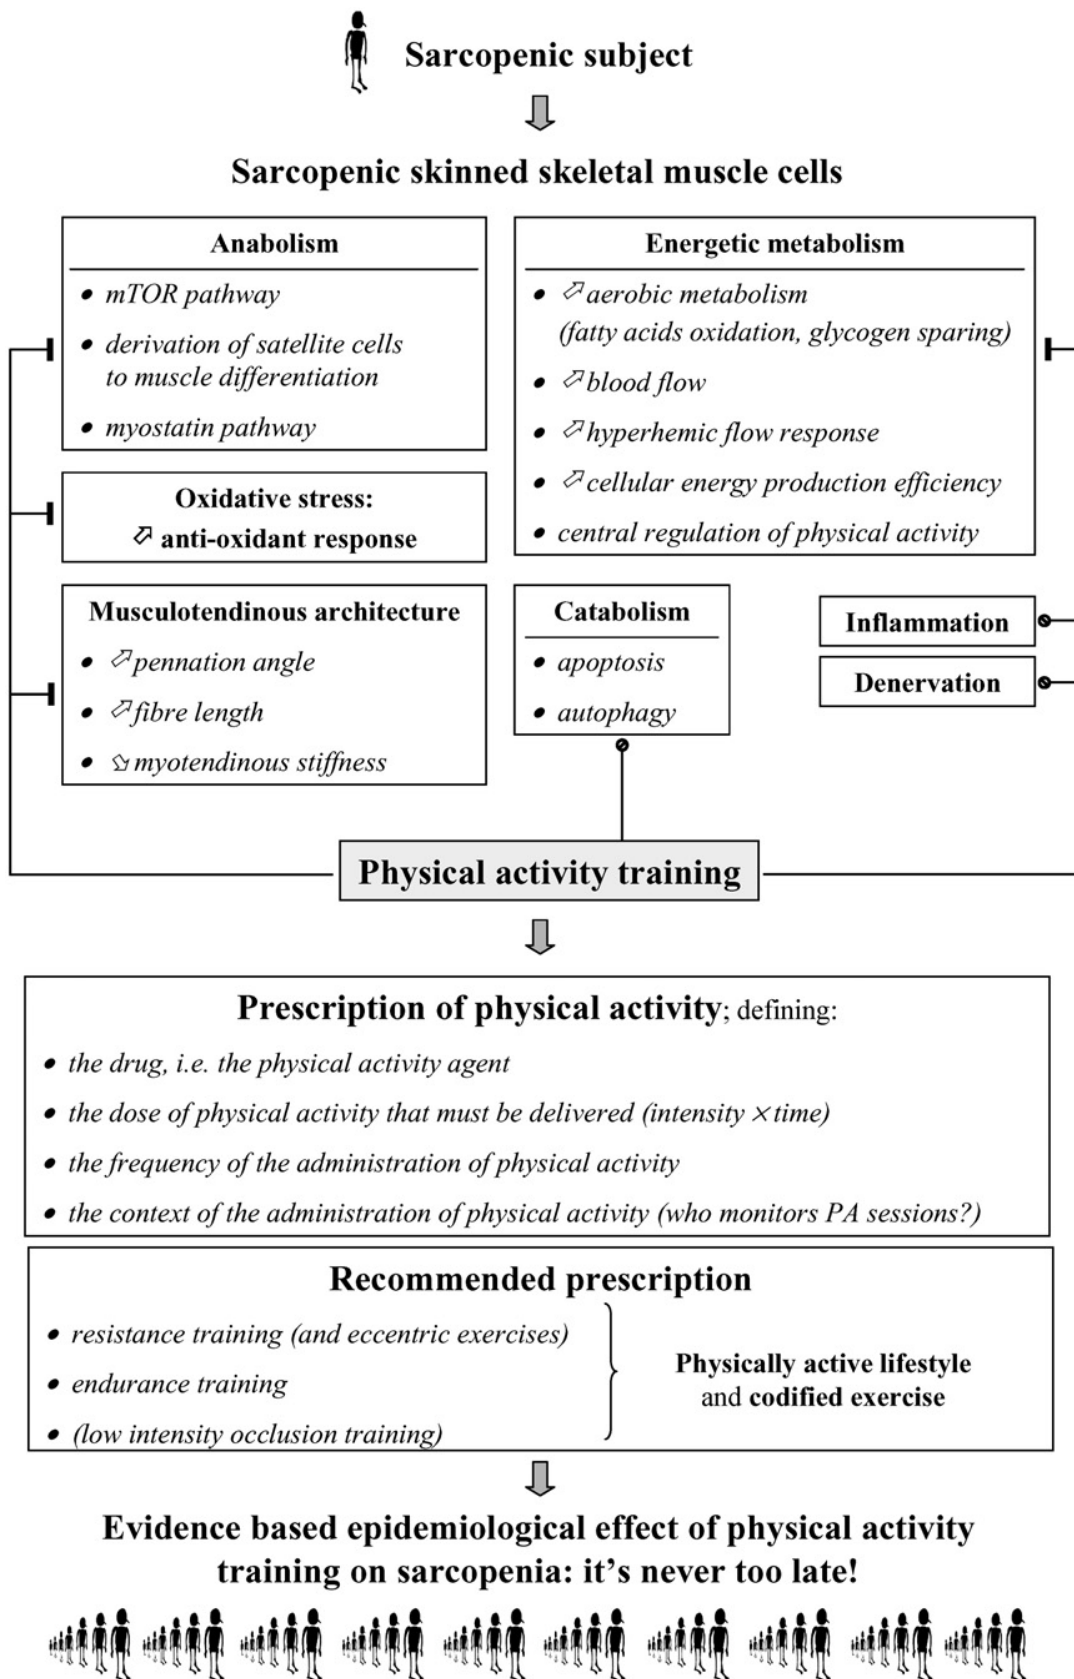 Sarcopenic subject
Sarcopenic skinned skeletal muscle cells
Anabolism
• mTOR pathway
• derivation of satellite cells
to muscle differentiation
• myostatin pathway
Oxidative stress:
⬀ anti-oxidant response
Musculotendinous architecture
• ⬀ pennation angle
• ⬀ fibre length
• ⬂ myotendinous stiffness
Energetic metabolism
• ⬀ aerobic metabolism
(fatty acids oxidation, glycogen sparing)
• ⬀ blood flow
• ⬀ hyperhemic flow response
• ⬀ cellular energy production efficiency
• central regulation of physical activity
Catabolism
• apoptosis
• autophagy
Inflammation
Denervation
Physical activity training
Prescription of physical activity; defining:
• the drug, i.e. the physical activity agent
• the dose of physical activity that must be delivered (intensity × time)
• the frequency of the administration of physical activity
• the context of the administration of physical activity (who monitors PA sessions?)
Recommended prescription
• resistance training (and eccentric exercises)
• endurance training
• (low intensity occlusion training)
Physically active lifestyle
and codified exercise
Evidence based epidemiological effect of physical activity
training on sarcopenia: it's never too late!